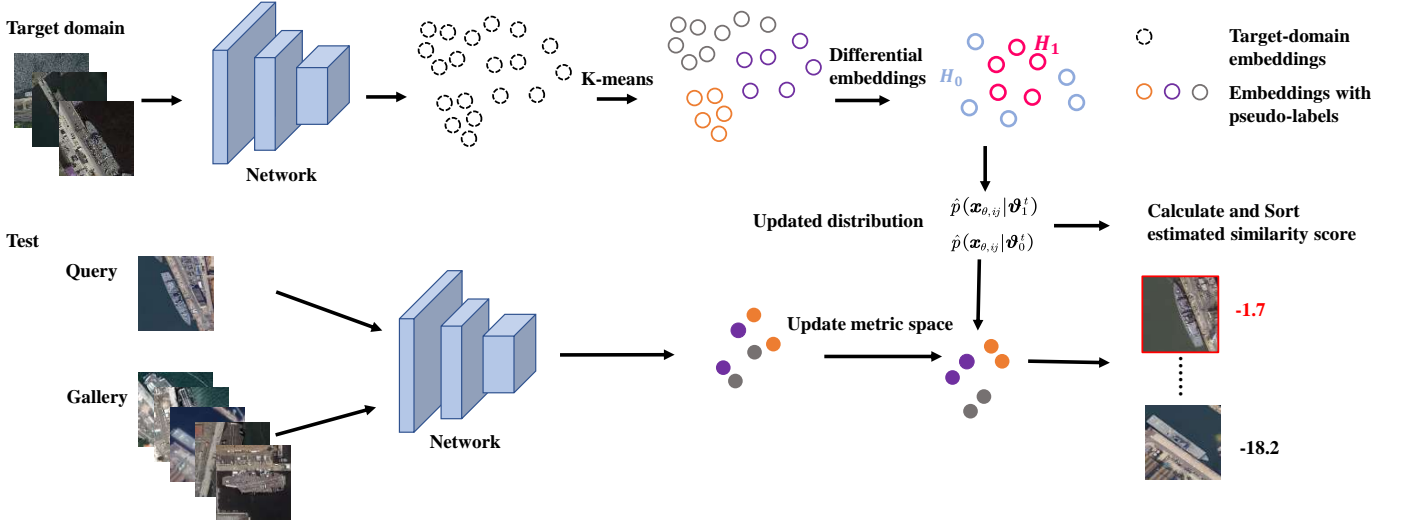 Target domain
Network
K-means
Differential
embeddings
H₀
H₁
Target-domain
embeddings
Embeddings with
pseudo-labels
Updated distribution
p̂(x_{θ,ij}|ϑ₁ᵗ)
p̂(x_{θ,ij}|ϑ₀ᵗ)
Calculate and Sort
estimated similarity score
Test
Query
Gallery
Network
Update metric space
-1.7
-18.2